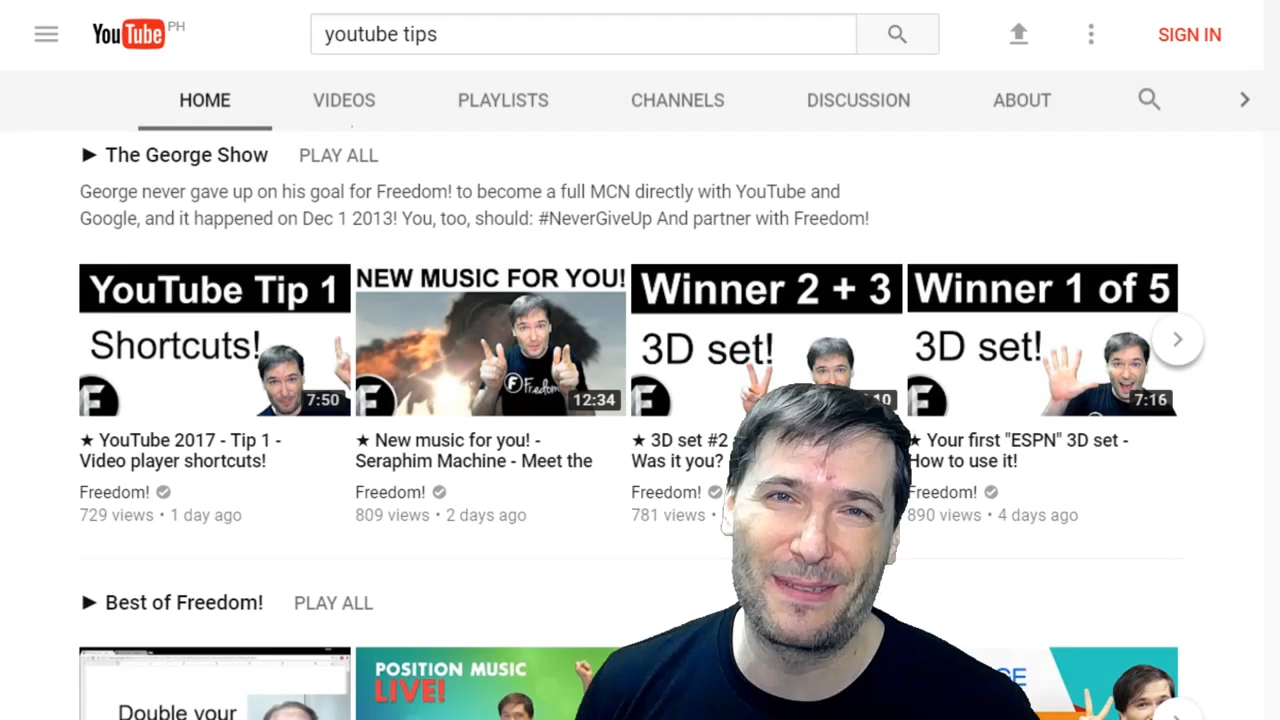 YouTube PH
youtube tips
SIGN IN
HOME
VIDEOS
PLAYLISTS
CHANNELS
DISCUSSION
ABOUT
The George Show
PLAY ALL
George never gave up on his goal for Freedom! to become a full MCN directly with YouTube and
Google, and it happened on Dec 1 2013! You, too, should: #NeverGiveUp And partner with Freedom!
YouTube Tip 1
Shortcuts!
F
7:50
★ YouTube 2017 - Tip 1 -
Video player shortcuts!
Freedom!
729 views • 1 day ago
NEW MUSIC FOR YOU!
F Freedom
F
12:34
★ New music for you! -
Seraphim Machine - Meet the
Freedom!
809 views • 2 days ago
Winner 2 + 3
3D set!
F
10
★ 3D set #2
Was it you?
Freedom!
781 views •
Winner 1 of 5
3D set!
F
7:16
★ Your first "ESPN" 3D set -
How to use it!
Freedom!
890 views • 4 days ago
Best of Freedom!
PLAY ALL
Double your
POSITION MUSIC
LIVE!
CE